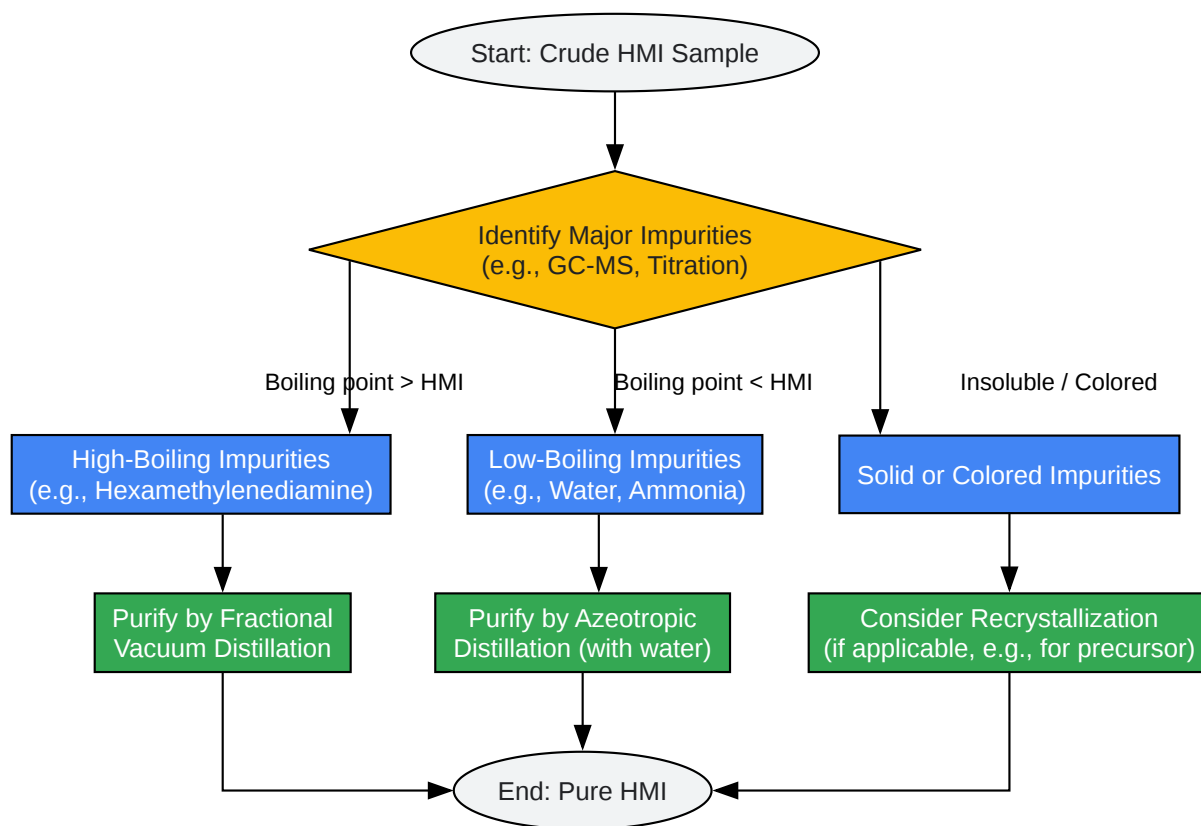 Start: Crude HMI Sample
Identify Major Impurities
(e.g., GC-MS, Titration)
Boiling point > HMI
Boiling point < HMI
Insoluble / Colored
High-Boiling Impurities
(e.g., Hexamethylenediamine)
Low-Boiling Impurities
(e.g., Water, Ammonia)
Solid or Colored Impurities
Purify by Fractional
Vacuum Distillation
Purify by Azeotropic
Distillation (with water)
Consider Recrystallization
(if applicable, e.g., for precursor)
End: Pure HMI